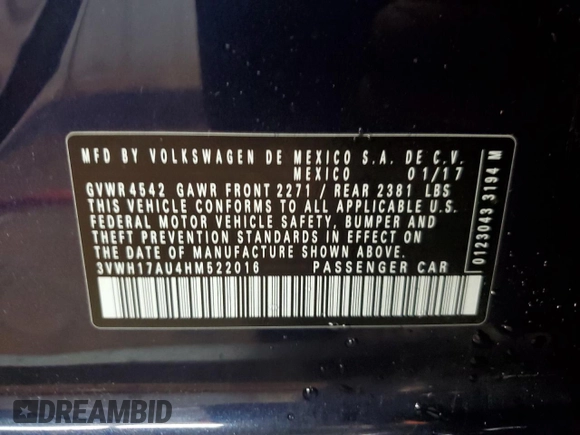 MFD BY VOLKSWAGEN DE MEXICO S.A. DE C.V.
MEXICO 01/17
GVWR 4542 GAWR FRONT 2271 / REAR 2381 LBS
THIS VEHICLE CONFORMS TO ALL APPLICABLE U.S.
FEDERAL MOTOR VEHICLE SAFETY, BUMPER AND
THEFT PREVENTION STANDARDS IN EFFECT ON
THE DATE OF MANUFACTURE SHOWN ABOVE.
3VWH17AU4HM522016 PASSENGER CAR
0123043 3194 M
DREAMBID